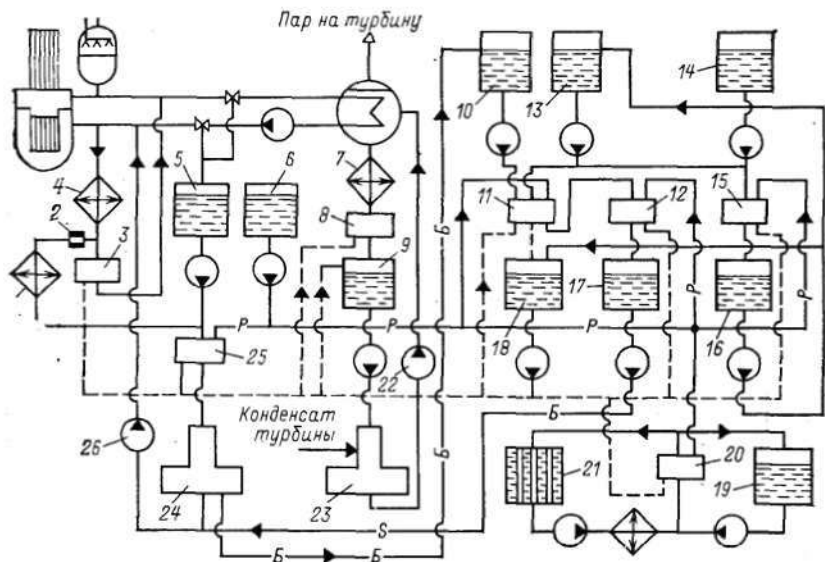 Пар на турбину
10
13
14
5
6
7
4
8
11
12
15
2
3
9
Б
17
18
16
Р
Р
Р
Р
Р
25
22
Конденсат
турбины
Б
26
Б
21
20
19
24
23
S
Б
Б